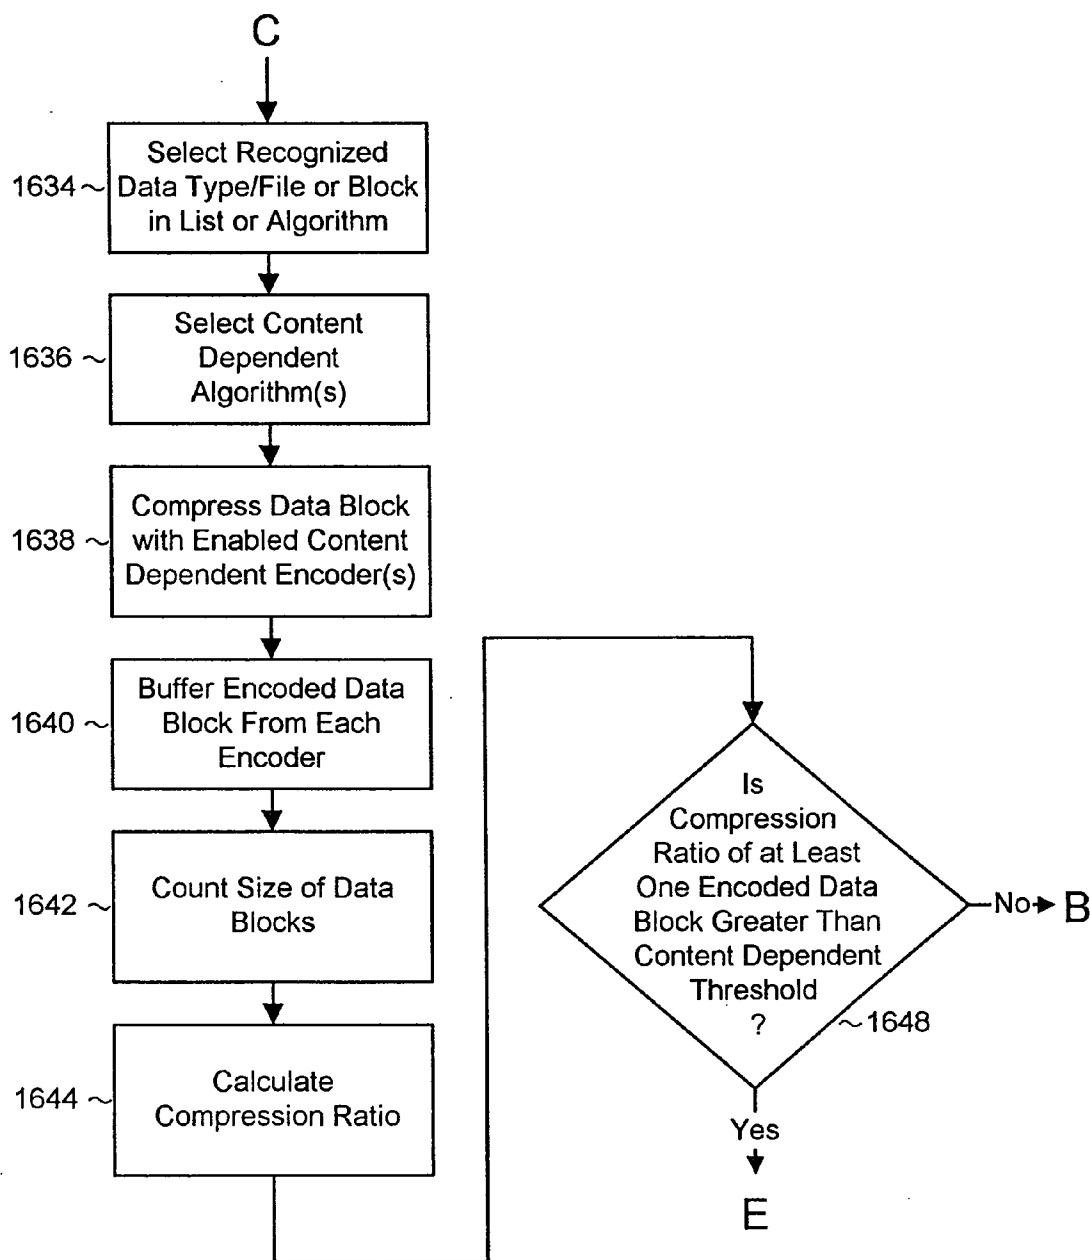 C
Select Recognized
1634 ~ Data Type/File or Block
in List or Algorithm
Select Content
1636 ~ Dependent
Algorithm(s)
Compress Data Block
1638 ~ with Enabled Content
Dependent Encoder(s)
Buffer Encoded Data
1640 ~ Block From Each
Encoder
Count Size of Data
1642 ~
Blocks
Calculate
1644 ~
Compression Ratio
Is
Compression
Ratio of at Least
One Encoded Data
Block Greater Than
Content Dependent
Threshold
?
~1648
No
B
Yes
E